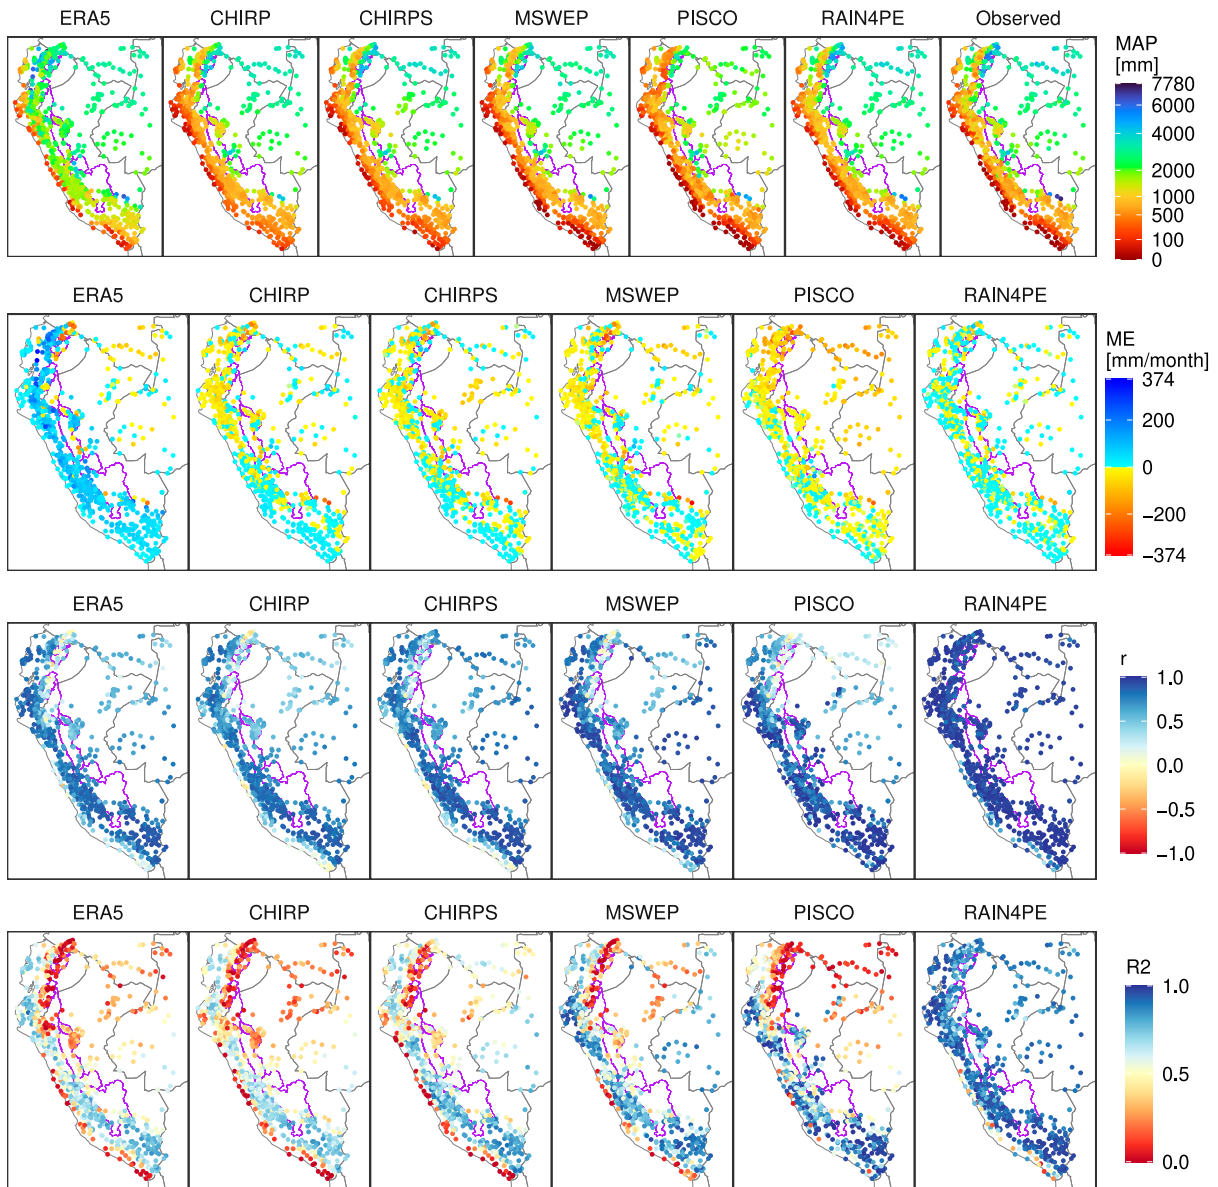 ERA5 CHIRP CHIRPS MSWEP PISCO RAIN4PE Observed
MAP
[mm]
7780
6000
4000
2000
1000
500
100
0
ERA5 CHIRP CHIRPS MSWEP PISCO RAIN4PE
ME
[mm/month]
374
200
0
−200
−374
ERA5 CHIRP CHIRPS MSWEP PISCO RAIN4PE
r
1.0
0.5
0.0
−0.5
−1.0
ERA5 CHIRP CHIRPS MSWEP PISCO RAIN4PE
R2
1.0
0.5
0.0